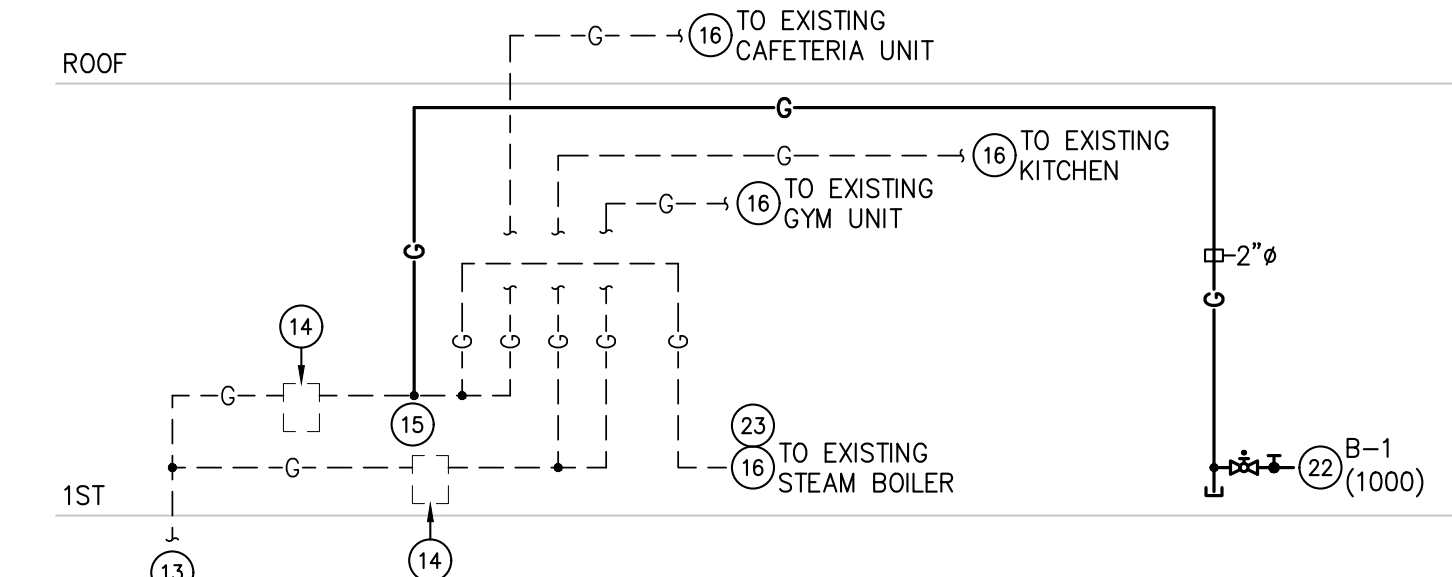 G
16
TO EXISTING
CAFETERIA UNIT
ROOF
G
G
16
TO EXISTING
KITCHEN
G
16
TO EXISTING
GYM UNIT
G
2"ø
G
14
G
G
G
G
G
G
15
23
16
TO EXISTING
STEAM BOILER
G
22
B-1
(1000)
1ST
14
13